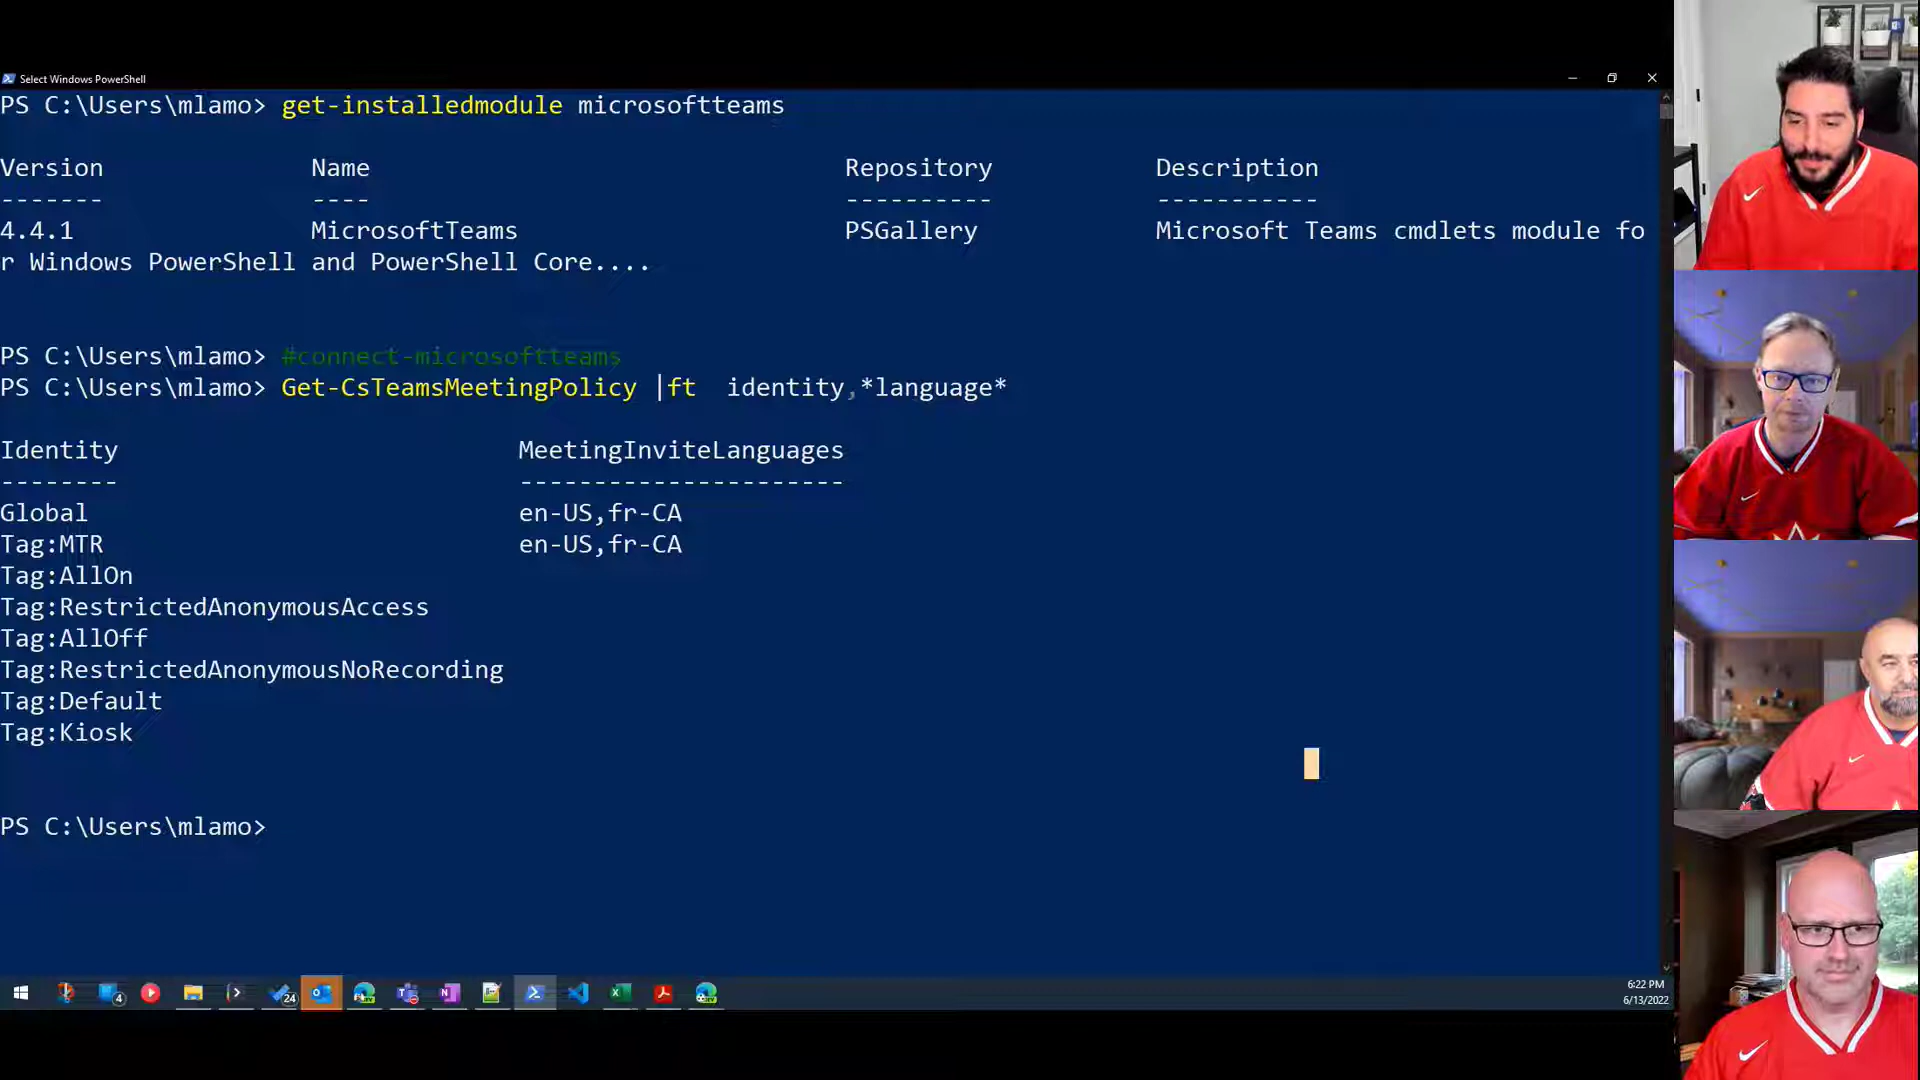 Select Windows PowerShell
PS C:\Users\mlamo> get-installedmodule microsoftteams
Version Name Repository Description
------- ---- ---------- -----------
4.4.1 MicrosoftTeams PSGallery Microsoft Teams cmdlets module fo
r Windows PowerShell and PowerShell Core....
PS C:\Users\mlamo> #connect-microsoftteams
PS C:\Users\mlamo> Get-CsTeamsMeetingPolicy |ft  identity,*language*
Identity MeetingInviteLanguages
-------- ----------------------
Global en-US,fr-CA
Tag:MTR en-US,fr-CA
Tag:AllOn
Tag:RestrictedAnonymousAccess
Tag:AllOff
Tag:RestrictedAnonymousNoRecording
Tag:Default
Tag:Kiosk
PS C:\Users\mlamo>
4
24
6:22 PM
6/13/2022